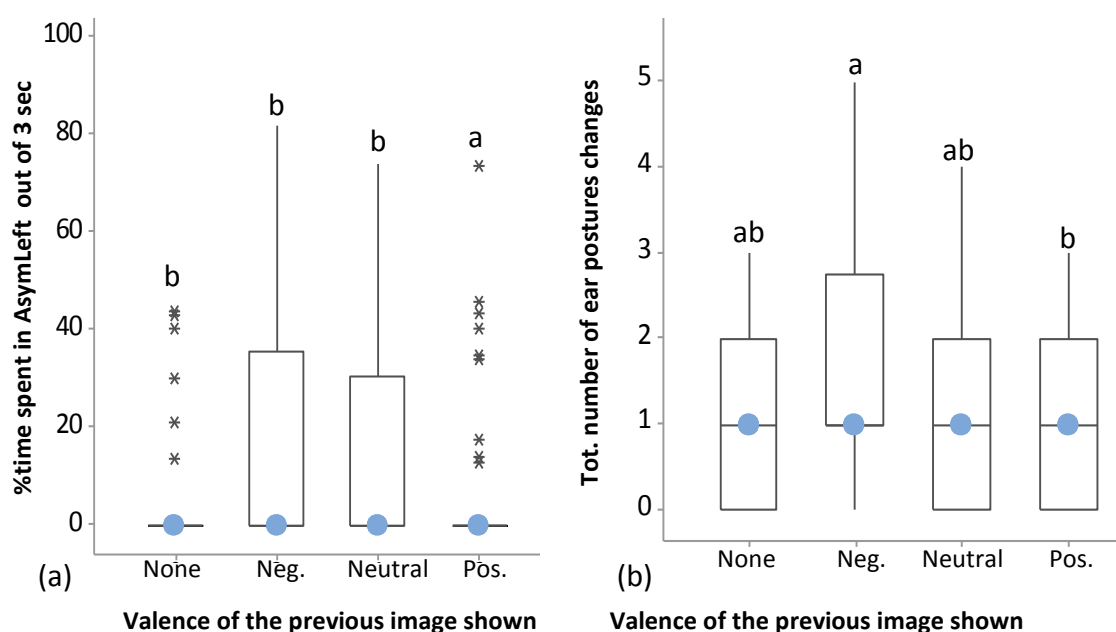 %time spent in AsymLeft out of 3 sec
100
80
60
40
20
0
b
b
b
a
None Neg. Neutral Pos.
(a)
Valence of the previous image shown
Tot. number of ear postures changes
5
4
3
2
1
0
ab
a
ab
b
None Neg. Neutral Pos.
(b)
Valence of the previous image shown